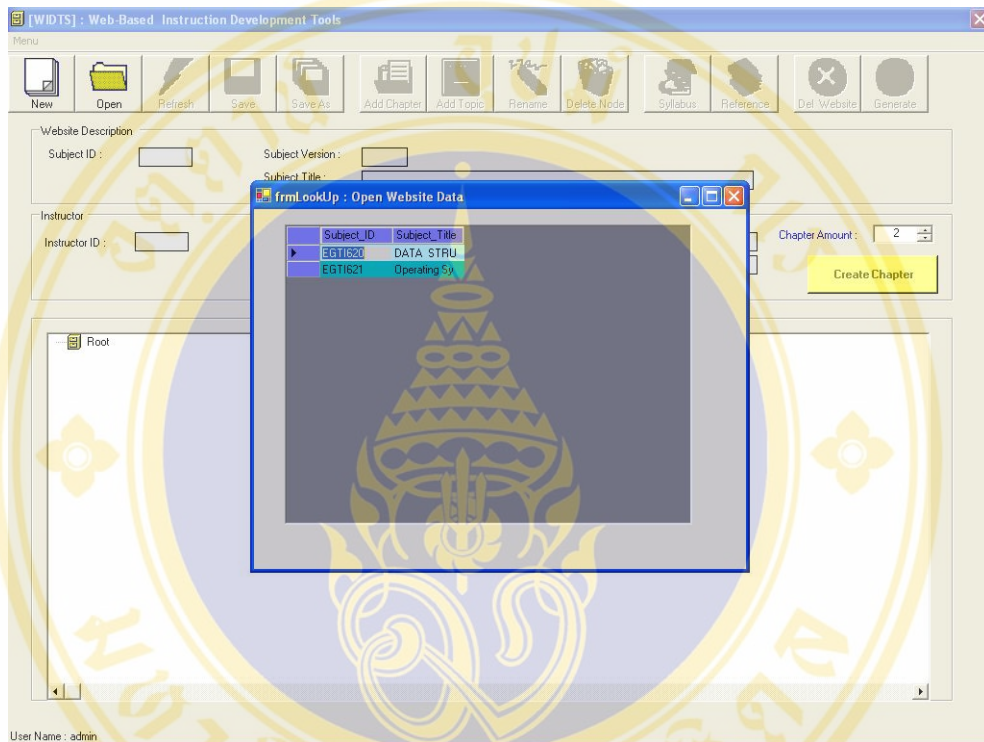 [WIDTS] : Web-Based Instruction Development Tools
Menu
New Open Refresh Save Save As Add Chapter Add Topic Rename Delete Node Syllabus Reference Del. Website Generate
Website Description
Subject ID : Subject Version :
Subject Title :
frmLookUp : Open Website Data
Instructor
Instructor ID : Chapter Amount : 2
Create Chapter
Subject_ID Subject_Title
EGTI620 DATA STRU
EGTI621 Operating Sy
Root
User Name : admin